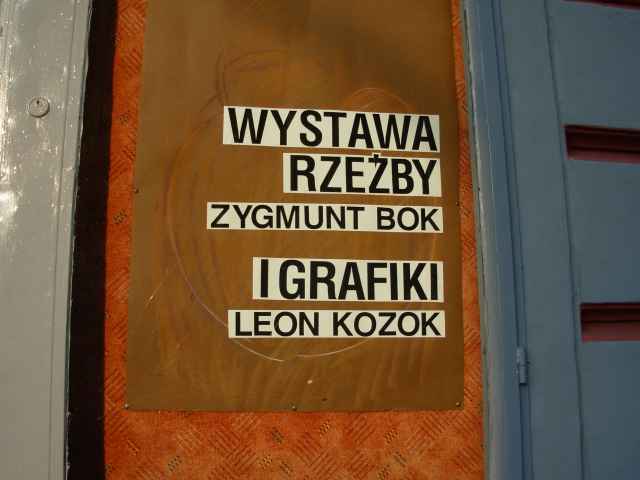 WYSTAWA
RZEŹBY
ZYGMUNT BOK
I GRAFIKI
LEON KOZOK